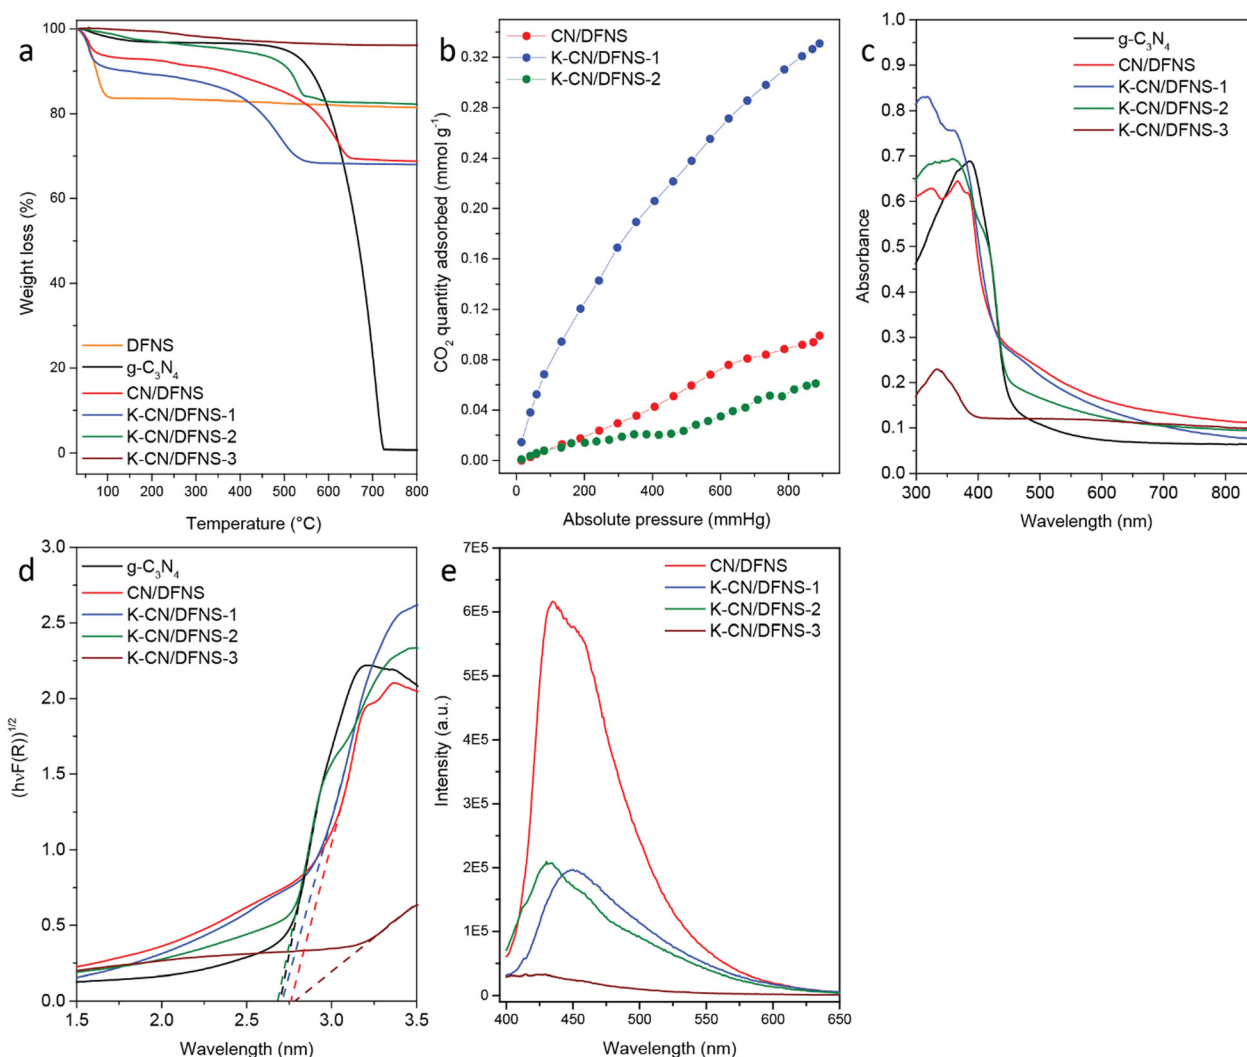 a
Weight loss (%)
100
80
60
40
20
0
DFNS
g-C₃N₄
CN/DFNS
K-CN/DFNS-1
K-CN/DFNS-2
K-CN/DFNS-3
100 200 300 400 500 600 700 800
Temperature (°C)
b
CO₂ quantity adsorbed (mmol g⁻¹)
0.32
0.28
0.24
0.20
0.16
0.12
0.08
0.04
0.00
CN/DFNS
K-CN/DFNS-1
K-CN/DFNS-2
0 200 400 600 800
Absolute pressure (mmHg)
c
Absorbance
1.0
0.9
0.8
0.7
0.6
0.5
0.4
0.3
0.2
0.1
0.0
g-C₃N₄
CN/DFNS
K-CN/DFNS-1
K-CN/DFNS-2
K-CN/DFNS-3
300 400 500 600 700 800
Wavelength (nm)
d
(hνF(R))¹ᐟ²
3.0
2.5
2.0
1.5
1.0
0.5
0.0
g-C₃N₄
CN/DFNS
K-CN/DFNS-1
K-CN/DFNS-2
K-CN/DFNS-3
1.5 2.0 2.5 3.0 3.5
Wavelength (nm)
e
Intensity (a.u.)
7E5
6E5
5E5
4E5
3E5
2E5
1E5
0
CN/DFNS
K-CN/DFNS-1
K-CN/DFNS-2
K-CN/DFNS-3
400 450 500 550 600 650
Wavelength (nm)